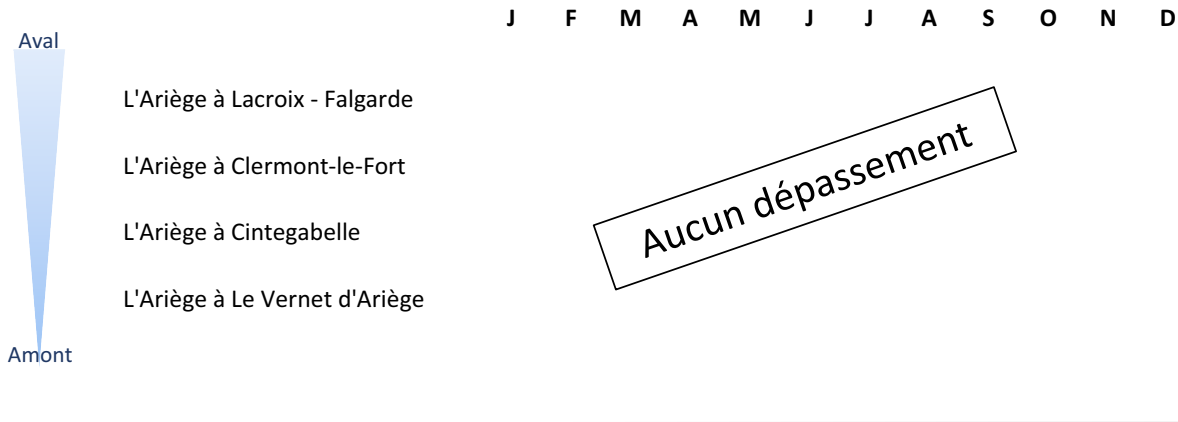 J F M A M J J A S O N D
Aval
L'Ariège à Lacroix - Falgarde
L'Ariège à Clermont-le-Fort
L'Ariège à Cintegabelle
L'Ariège à Le Vernet d'Ariège
Aucun dépassement
Amont